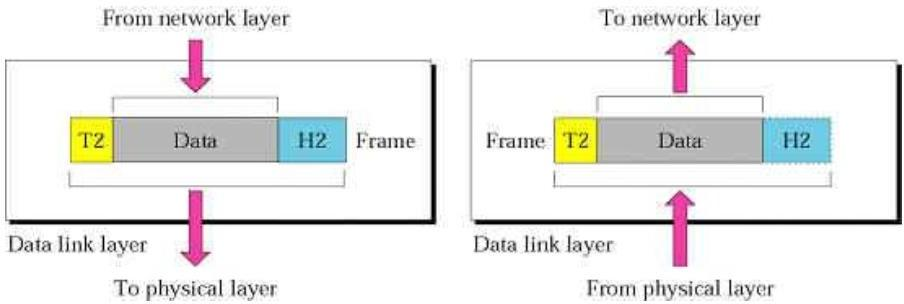 From network layer
T2 Data H2 Frame
Data link layer
To physical layer
To network layer
Frame T2 Data H2
Data link layer
From physical layer